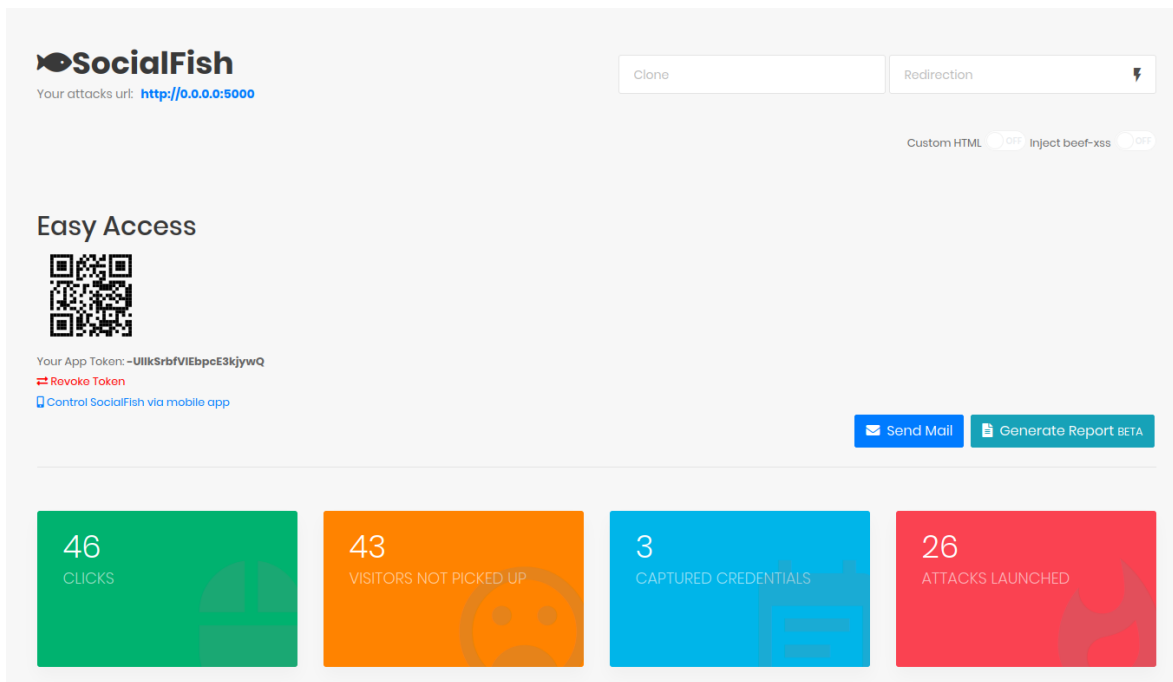 SocialFish
Your attacks url: http://0.0.0.0:5000
Clone
Redirection
Custom HTML OFF Inject beef-xss OFF
Easy Access
Your App Token: -UIlkSrbfVlEbpcE3kjywQ
Revoke Token
Control SocialFish via mobile app
Send Mail
Generate Report BETA
46
CLICKS
43
VISITORS NOT PICKED UP
3
CAPTURED CREDENTIALS
26
ATTACKS LAUNCHED